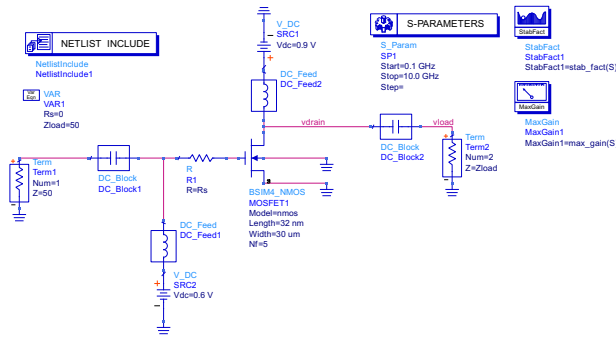 V_DC
SRC1
Vdc=0.9 V
NETLIST INCLUDE
NetlistInclude
NetlistInclude1
Var
Eqn
VAR
VAR1
Rs=0
Zload=50
DC_Feed
DC_Feed2
S-PARAMETERS
S_Param
SP1
Start=0.1 GHz
Stop=10.0 GHz
Step=
StabFact
StabFact
StabFact1
StabFact1=stab_fact(S)
MaxGain
MaxGain
MaxGain1
MaxGain1=max_gain(S
vdrain
vload
DC_Block
DC_Block2
Term
Term2
Num=2
Z=Zload
Term
Term1
Num=1
Z=50
DC_Block
DC_Block1
R
R1
R=Rs
BSIM4_NMOS
MOSFET1
Model=nmos
Length=32 nm
Width=30 um
Nf=5
DC_Feed
DC_Feed1
V_DC
SRC2
Vdc=0.6 V